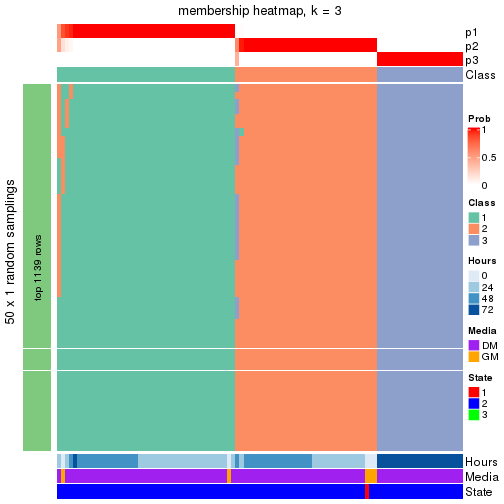 membership heatmap, k = 3
p1
p2
p3
Class
50 x 1 random samplings
top 1139 rows
Prob
1
0.5
0
Class
1
2
3
Hours
0
24
48
72
Media
DM
GM
State
1
2
3
Hours
Media
State